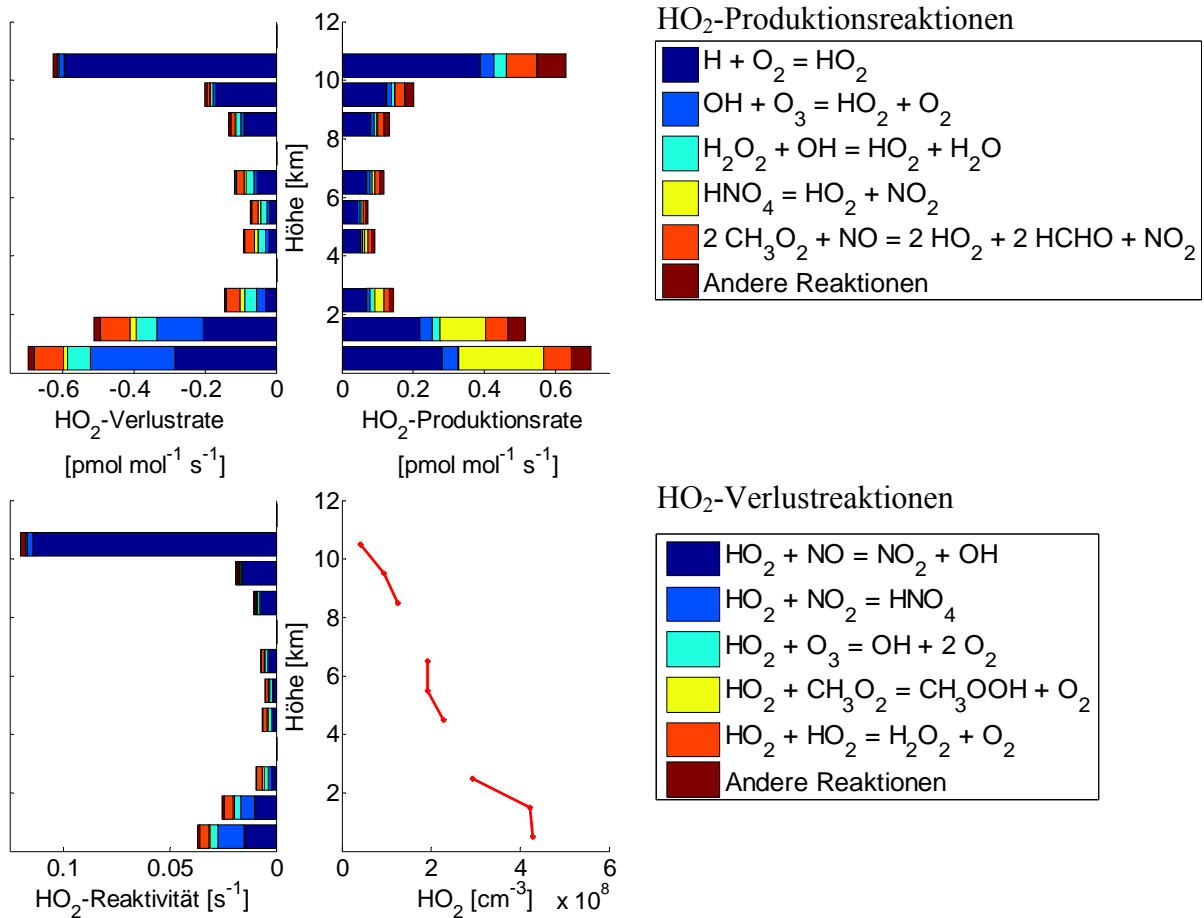 12
10
8
6
4
2
Höhe [km]
-0.6 -0.4 -0.2 0
0 0.2 0.4 0.6
HO₂-Verlustrate
[pmol mol⁻¹ s⁻¹]
HO₂-Produktionsrate
[pmol mol⁻¹ s⁻¹]
HO₂-Produktionsreaktionen
H + O₂ = HO₂
OH + O₃ = HO₂ + O₂
H₂O₂ + OH = HO₂ + H₂O
HNO₄ = HO₂ + NO₂
2 CH₃O₂ + NO = 2 HO₂ + 2 HCHO + NO₂
Andere Reaktionen
12
10
8
6
4
2
Höhe [km]
0.1 0.05 0
0 2 4 6
HO₂-Reaktivität [s⁻¹]
HO₂ [cm⁻³] x 10⁸
HO₂-Verlustreaktionen
HO₂ + NO = NO₂ + OH
HO₂ + NO₂ = HNO₄
HO₂ + O₃ = OH + 2 O₂
HO₂ + CH₃O₂ = CH₃OOH + O₂
HO₂ + HO₂ = H₂O₂ + O₂
Andere Reaktionen